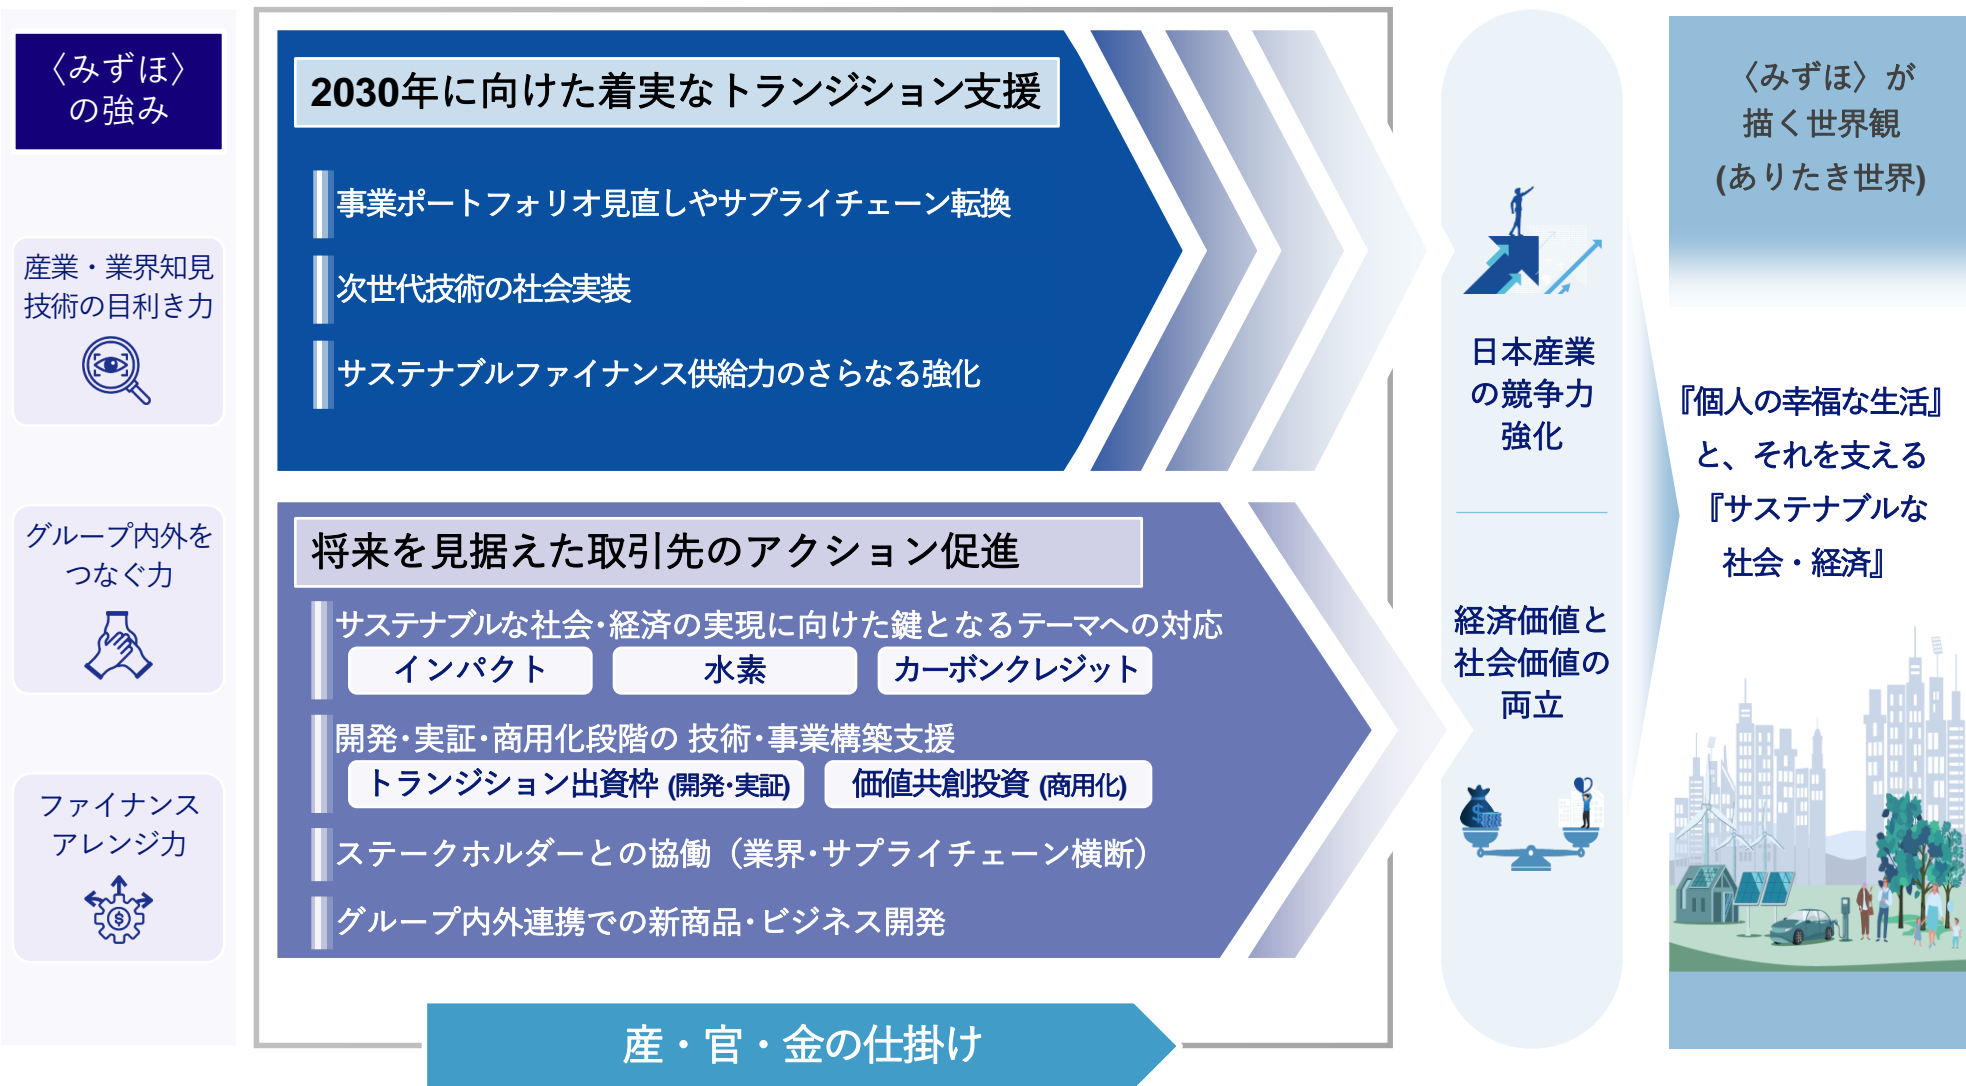 〈みずほ〉
の強み
産業・業界知見
技術の目利き力
グループ内外を
つなぐ力
ファイナンス
アレンジ力
2030年に向けた着実なトランジション支援
事業ポートフォリオ見直しやサプライチェーン転換
次世代技術の社会実装
サステナブルファイナンス供給力のさらなる強化
将来を見据えた取引先のアクション促進
サステナブルな社会・経済の実現に向けた鍵となるテーマへの対応
インパクト
水素
カーボンクレジット
開発・実証・商用化段階の 技術・事業構築支援
トランジション出資枠 (開発・実証)
価値共創投資 (商用化)
ステークホルダーとの協働（業界・サプライチェーン横断）
グループ内外連携での新商品・ビジネス開発
産・官・金の仕掛け
日本産業
の競争力
強化
経済価値と
社会価値の
両立
〈みずほ〉が
描く世界観
(ありたき世界)
『個人の幸福な生活』
と、それを支える
『サステナブルな
社会・経済』